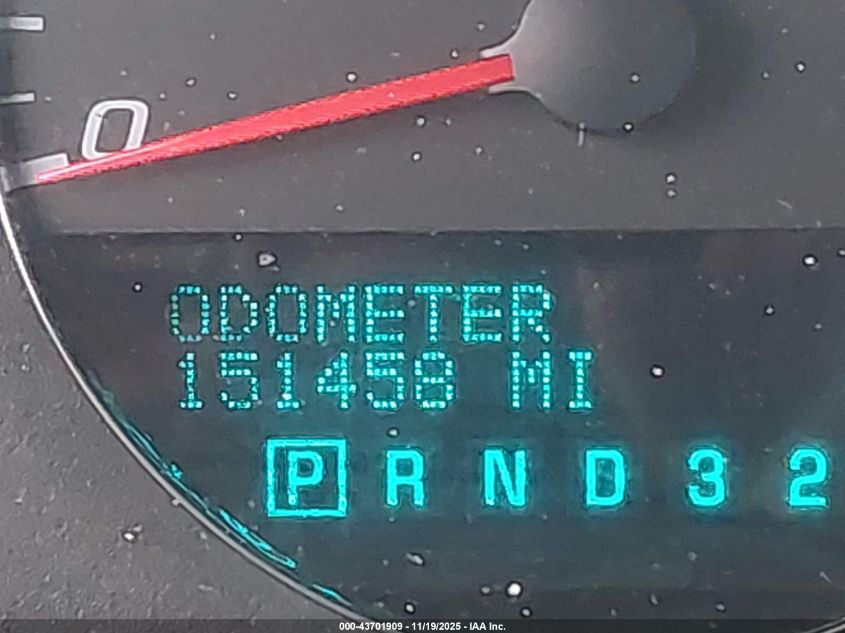 0
ODOMETER
151458 MI
P R N D 3 2
000-43701909 - 11/19/2025 - IAA Inc.